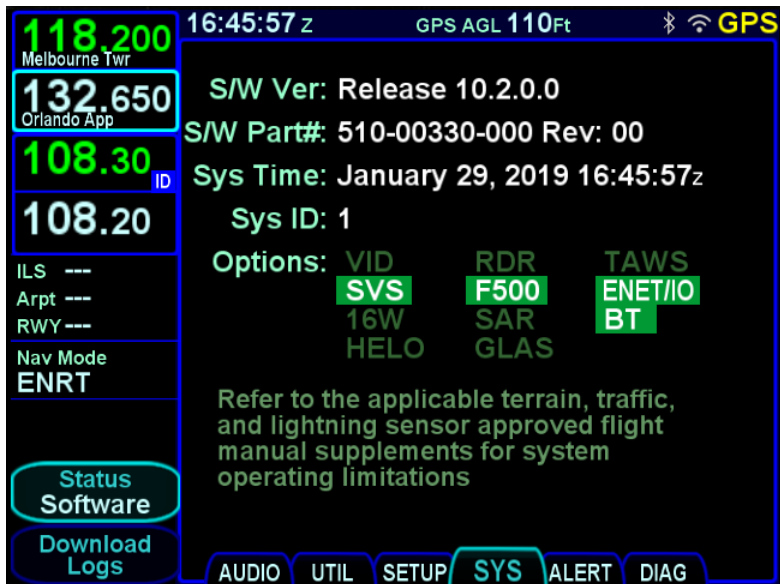 16:45:57 Z GPS AGL 110Ft GPS
118.200
Melbourne Twr
132.650
Orlando App
108.30 ID
108.20
ILS ---
Arpt ---
RWY ---
Nav Mode
ENRT
Status
Software
Download
Logs
S/W Ver: Release 10.2.0.0
S/W Part#: 510-00330-000 Rev: 00
Sys Time: January 29, 2019 16:45:57z
Sys ID: 1
Options: VID RDR TAWS
SVS F500 ENET/IO
16W SAR BT
HELO GLAS
Refer to the applicable terrain, traffic,
and lightning sensor approved flight
manual supplements for system
operating limitations
AUDIO UTIL SETUP SYS ALERT DIAG